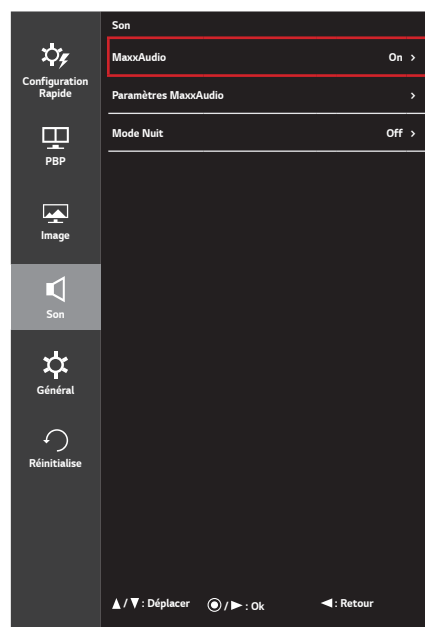 Configuration
Rapide
PBP
Image
Son
Général
Réinitialise
Son
MaxxAudio On >
Paramètres MaxxAudio >
Mode Nuit Off >
▲/▼: Déplacer ◉/►: Ok ◄: Retour